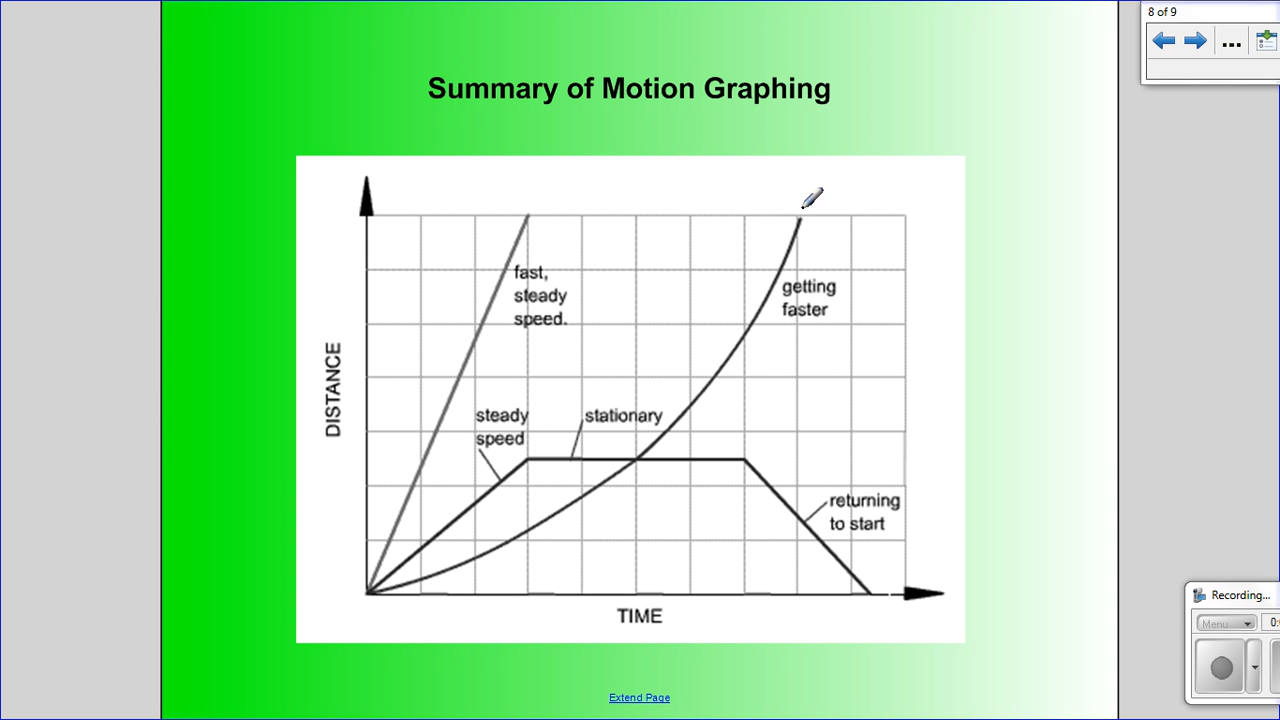 8 of 9
Summary of Motion Graphing
fast,
steady
speed.
getting
faster
DISTANCE
steady
speed
stationary
returning
to start
TIME
Recording...
Menu
0:
Extend Page